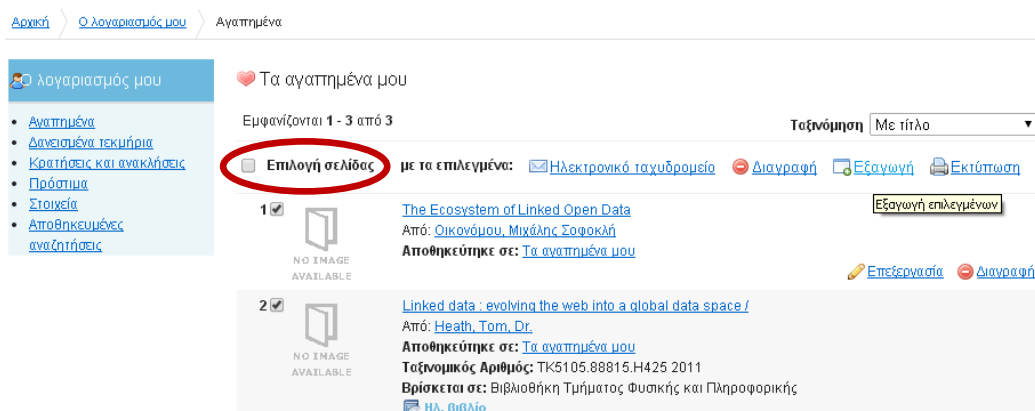 Αρχική Ο λογαριασμός μου Αγαπημένα
Ο λογαριασμός μου
Αγαπημένα
Δανεισμένα τεκμήρια
Κρατήσεις και ανακλήσεις
Πρόστιμα
Στοιχεία
Αποθηκευμένες
αναζητήσεις
Τα αγαπημένα μου
Εμφανίζονται 1 - 3 από 3
Ταξινόμηση Με τίτλο
Επιλογή σελίδας με τα επιλεγμένα: Ηλεκτρονικό ταχυδρομείο Διαγραφή Εξαγωγή Εκτύπωση
Εξαγωγή επιλεγμένων
1
NO IMAGE
AVAILABLE
The Ecosystem of Linked Open Data
Από: Οικονόμου, Μιχάλης Σοφοκλή
Αποθηκεύτηκε σε: Τα αγαπημένα μου
Επεξεργασία Διαγραφή
2
NO IMAGE
AVAILABLE
Linked data : evolving the web into a global data space /
Από: Heath, Tom, Dr.
Αποθηκεύτηκε σε: Τα αγαπημένα μου
Ταξινομικός Αριθμός: TK5105.88815.H425 2011
Βρίσκεται σε: Βιβλιοθήκη Τμήματος Φυσικής και Πληροφορικής
Ηλ. βιβλίο